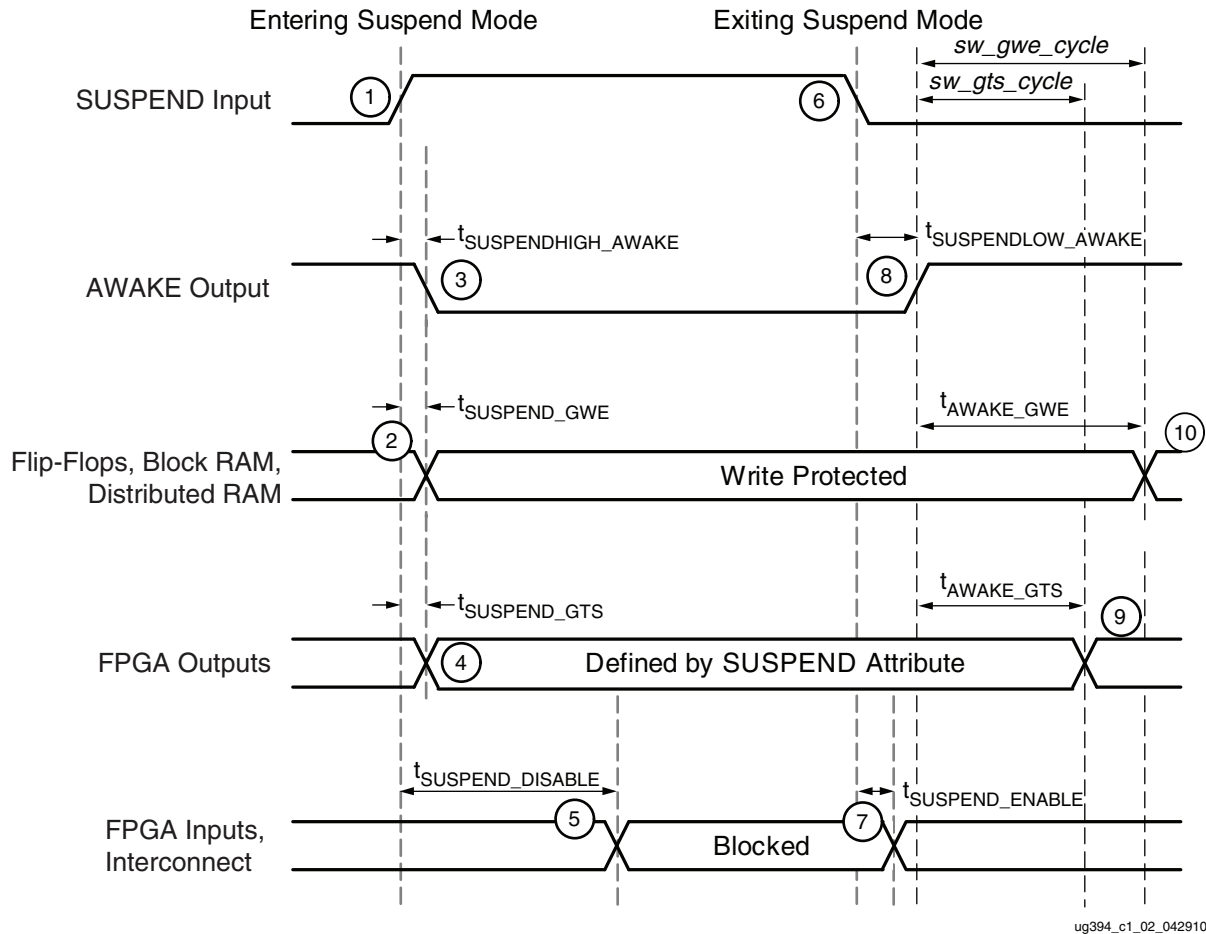 Entering Suspend Mode
Exiting Suspend Mode
sw_gwe_cycle
sw_gts_cycle
SUSPEND Input
1
6
tSUSPENDHIGH_AWAKE
tSUSPENDLOW_AWAKE
AWAKE Output
3
8
tSUSPEND_GWE
tAWAKE_GWE
2
10
Flip-Flops, Block RAM,
Distributed RAM
Write Protected
tSUSPEND_GTS
tAWAKE_GTS
9
FPGA Outputs
4
Defined by SUSPEND Attribute
tSUSPEND_DISABLE
tSUSPEND_ENABLE
5
7
FPGA Inputs,
Interconnect
Blocked
ug394_c1_02_042910